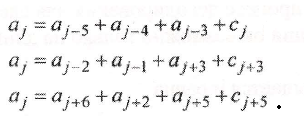 a_j = a_{j-5} + a_{j-4} + a_{j-3} + c_j
a_j = a_{j-2} + a_{j-1} + a_{j+3} + c_{j+3}
a_j = a_{j+6} + a_{j+2} + a_{j+5} + c_{j+5} .